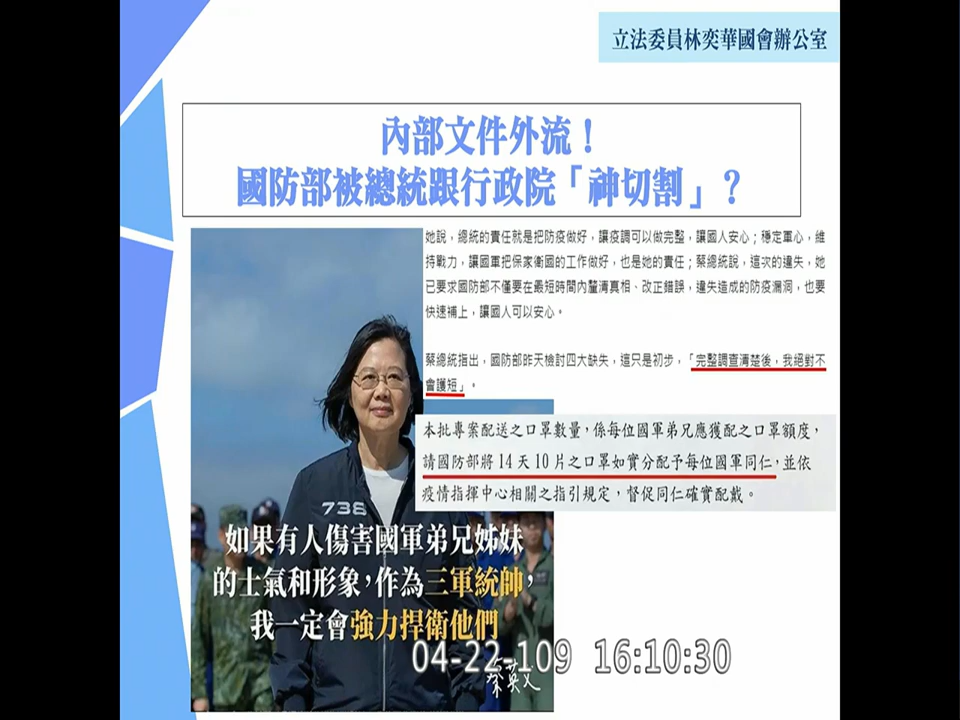 立法委員林奕華國會辦公室
內部文件外流！
國防部被總統跟行政院「神切割」？
她說，總統的責任就是把防疫做好，讓疫調可以做完整，讓國人安心；穩定軍心，維
持戰力，讓國軍把保家衛國的工作做好，也是她的責任；蔡總統說，這次的違失，她
已要求國防部不僅要在最短時間內釐清真相、改正錯誤，違失造成的防疫漏洞，也要
快速補上，讓國人可以安心。
蔡總統指出，國防部昨天檢討四大缺失，這只是初步，「完整調查清楚後，我絕對不
會護短」。
本批專案配送之口罩數量，係每位國軍弟兄應獲配之口罩額度，
請國防部將14天10片之口罩如實分配予每位國軍同仁，並依
疫情指揮中心相關之指引規定，督促同仁確實配戴。
738
如果有人傷害國軍弟兄姊妹
的士氣和形象，作為三軍統帥，
我一定會強力捍衛他們
04-22-109 16:10:30
蔡英文